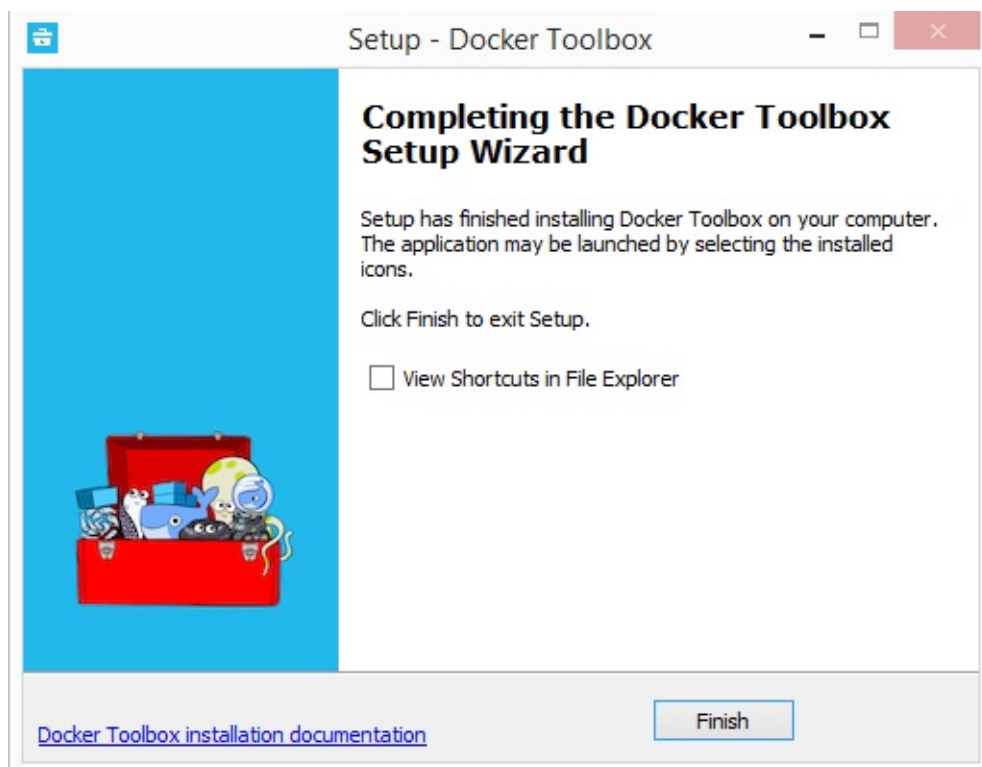 Setup - Docker Toolbox
Completing the Docker Toolbox
Setup Wizard
Setup has finished installing Docker Toolbox on your computer.
The application may be launched by selecting the installed
icons.
Click Finish to exit Setup.
View Shortcuts in File Explorer
Docker Toolbox installation documentation
Finish